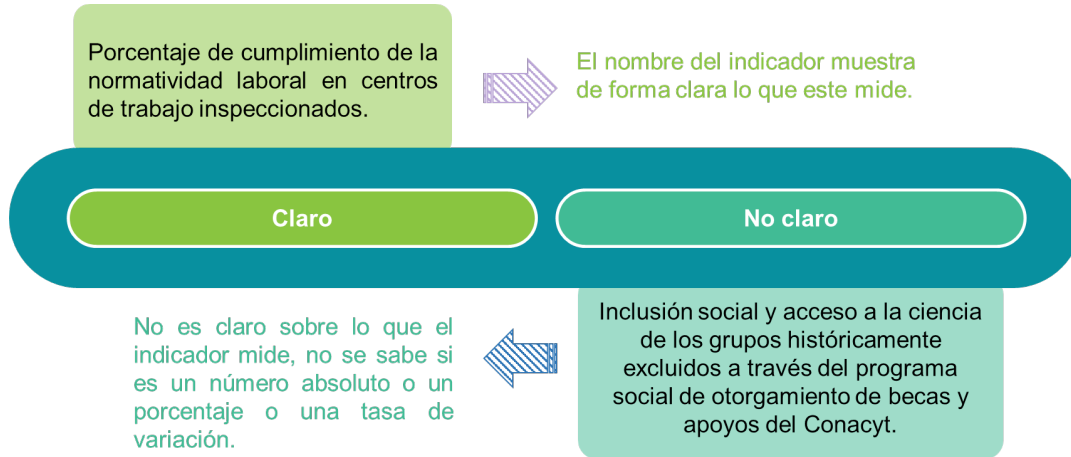 Porcentaje de cumplimiento de la
normatividad laboral en centros
de trabajo inspeccionados.
El nombre del indicador muestra
de forma clara lo que este mide.
Claro
No claro
No es claro sobre lo que el
indicador mide, no se sabe si
es un número absoluto o un
porcentaje o una tasa de
variación.
Inclusión social y acceso a la ciencia
de los grupos históricamente
excluidos a través del programa
social de otorgamiento de becas y
apoyos del Conacyt.